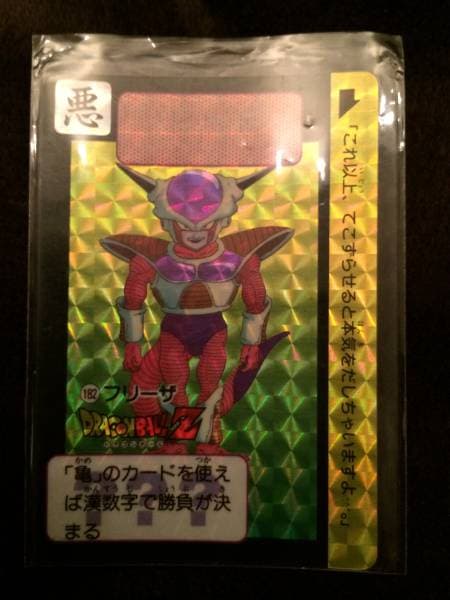 悪
「これ以上、てこずらせると本気をだしちゃいますよ…。」
182 フリーザ
DRAGONBALL Z
「亀」のカードを使え
ば漢数字で勝負が決
まる
???